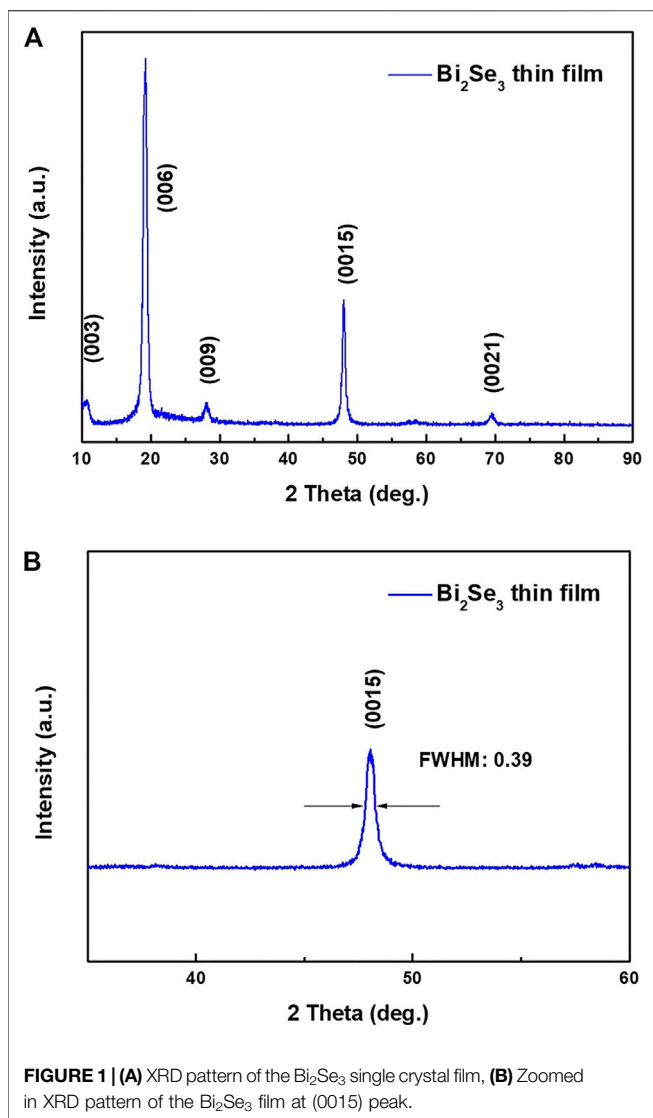 A
Bi₂Se₃ thin film
(003)
(006)
(009)
(0015)
(0021)
Intensity (a.u.)
10 20 30 40 50 60 70 80 90
2 Theta (deg.)
B
Bi₂Se₃ thin film
(0015)
FWHM: 0.39
Intensity (a.u.)
40 50 60
2 Theta (deg.)
FIGURE 1 | (A) XRD pattern of the Bi₂Se₃ single crystal film, (B) Zoomed
in XRD pattern of the Bi₂Se₃ film at (0015) peak.